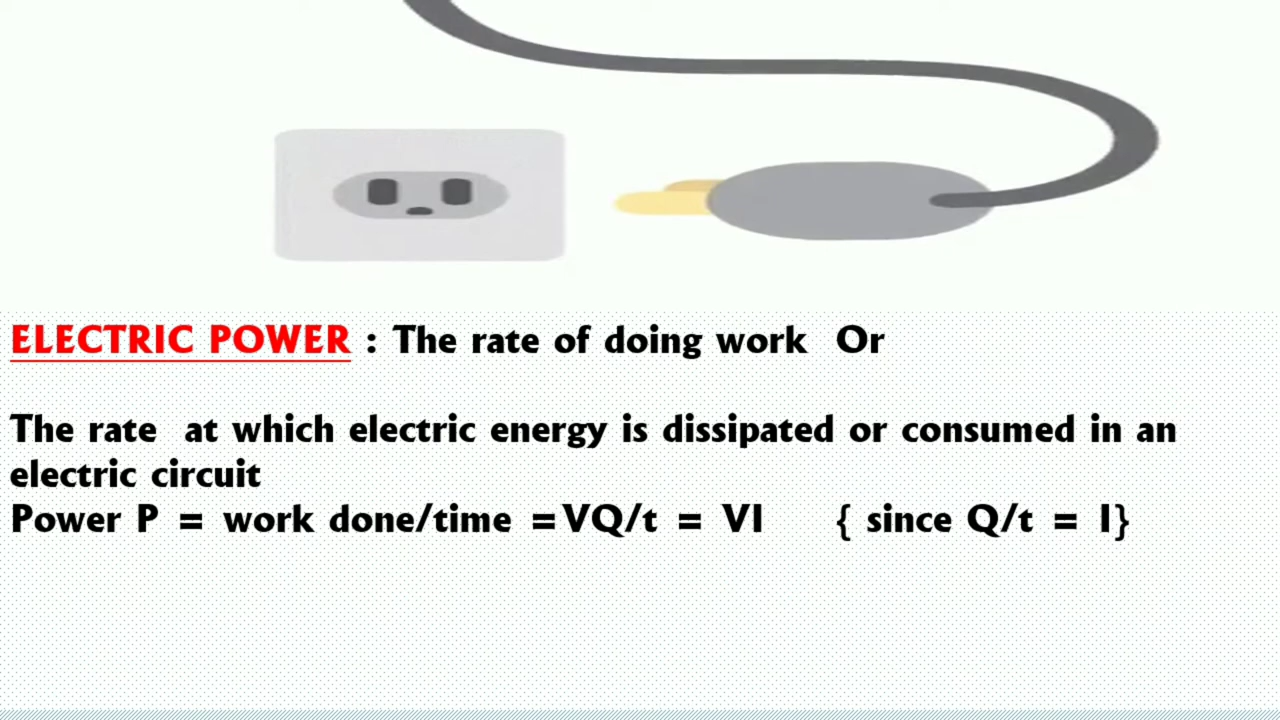 ELECTRIC POWER : The rate of doing work Or
The rate at which electric energy is dissipated or consumed in an
electric circuit
Power P = work done/time =VQ/t = VI { since Q/t = I}